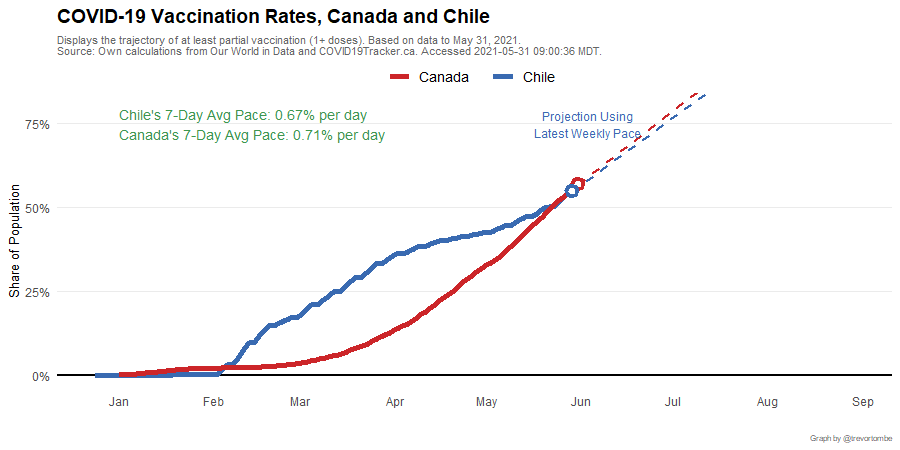 COVID-19 Vaccination Rates, Canada and Chile
Displays the trajectory of at least partial vaccination (1+ doses). Based on data to May 31, 2021.
Source: Own calculations from Our World in Data and COVID19Tracker.ca. Accessed 2021-05-31 09:00:36 MDT.
Canada Chile
Chile's 7-Day Avg Pace: 0.67% per day
Canada's 7-Day Avg Pace: 0.71% per day
Projection Using
Latest Weekly Pace
Share of Population
75%
50%
25%
0%
Jan Feb Mar Apr May Jun Jul Aug Sep
Graph by @trevortombe